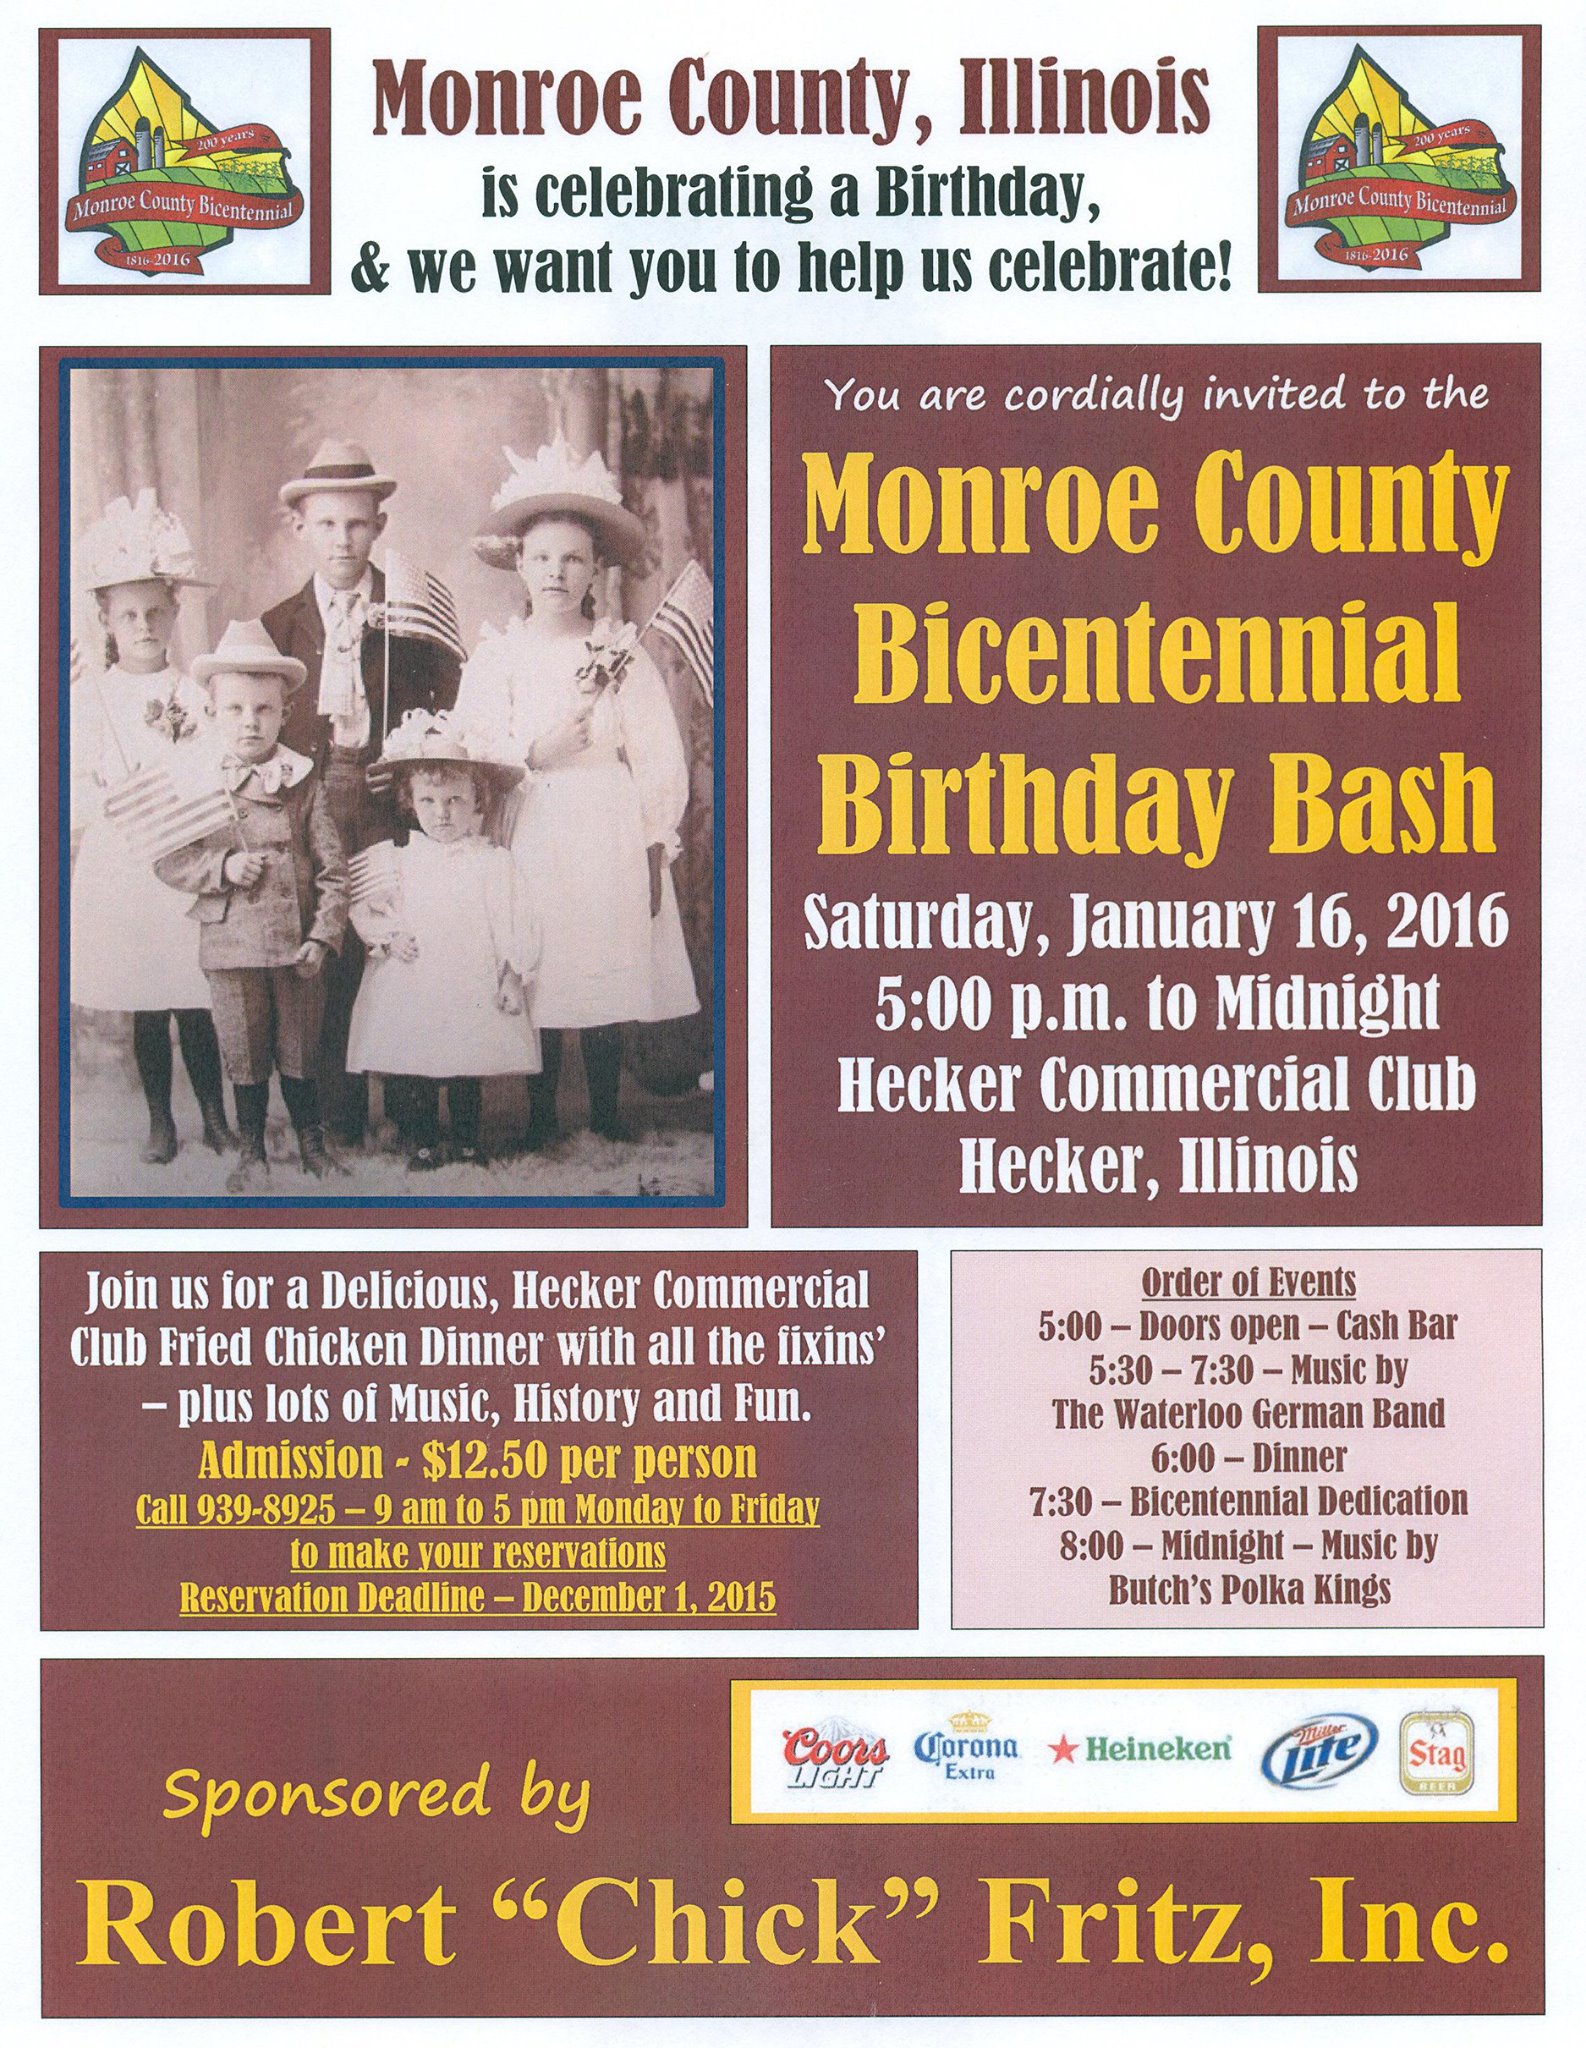 200 years
Monroe County Bicentennial
1816-2016
Monroe County, Illinois
is celebrating a Birthday,
& we want you to help us celebrate!
200 years
Monroe County Bicentennial
1816-2016
You are cordially invited to the
Monroe County
Bicentennial
Birthday Bash
Saturday, January 16, 2016
5:00 p.m. to Midnight
Hecker Commercial Club
Hecker, Illinois
Join us for a Delicious, Hecker Commercial
Club Fried Chicken Dinner with all the fixins’
– plus lots of Music, History and Fun.
Admission - $12.50 per person
Call 939-8925 – 9 am to 5 pm Monday to Friday
to make your reservations
Reservation Deadline – December 1, 2015
Order of Events
5:00 – Doors open – Cash Bar
5:30 – 7:30 – Music by
The Waterloo German Band
6:00 – Dinner
7:30 – Bicentennial Dedication
8:00 – Midnight – Music by
Butch’s Polka Kings
Sponsored by
Coors
LIGHT
Corona
Extra
Heineken
Miller
Lite
Stag
BEER
Robert “Chick” Fritz, Inc.